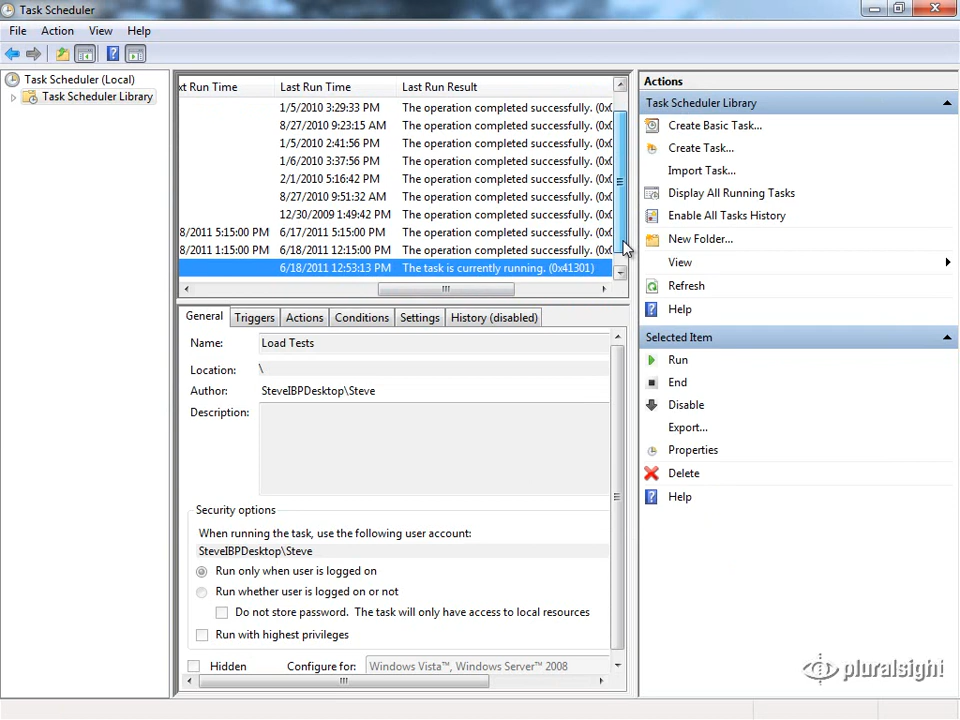 Task Scheduler
File Action View Help
Task Scheduler (Local)
Task Scheduler Library
xt Run Time Last Run Time Last Run Result
1/5/2010 3:29:33 PM The operation completed successfully. (0x0
8/27/2010 9:23:15 AM The operation completed successfully. (0x0
1/5/2010 2:41:56 PM The operation completed successfully. (0x0
1/6/2010 3:37:56 PM The operation completed successfully. (0x0
2/1/2010 5:16:42 PM The operation completed successfully. (0x0
8/27/2010 9:51:32 AM The operation completed successfully. (0x0
12/30/2009 1:49:42 PM The operation completed successfully. (0x0
8/2011 5:15:00 PM 6/17/2011 5:15:00 PM The operation completed successfully. (0x0
8/2011 1:15:00 PM 6/18/2011 12:15:00 PM The operation completed successfully. (0x0
6/18/2011 12:53:13 PM The task is currently running. (0x41301)
General Triggers Actions Conditions Settings History (disabled)
Name: Load Tests
Location: \
Author: SteveIBPDesktop\Steve
Description:
Security options
When running the task, use the following user account:
SteveIBPDesktop\Steve
Run only when user is logged on
Run whether user is logged on or not
Do not store password. The task will only have access to local resources
Run with highest privileges
Hidden Configure for: Windows Vista™, Windows Server™ 2008
Actions
Task Scheduler Library
Create Basic Task...
Create Task...
Import Task...
Display All Running Tasks
Enable All Tasks History
New Folder...
View
Refresh
Help
Selected Item
Run
End
Disable
Export...
Properties
Delete
Help
pluralsight